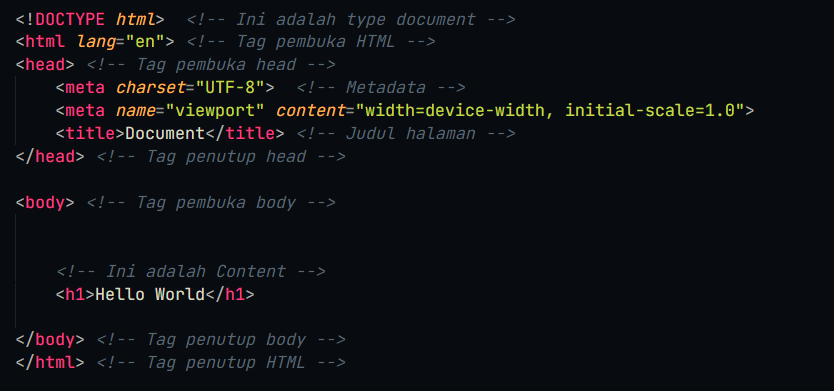 <!DOCTYPE html>  <!-- Ini adalah type document -->
<html lang="en"> <!-- Tag pembuka HTML -->
<head> <!-- Tag pembuka head -->
    <meta charset="UTF-8">  <!-- Metadata -->
    <meta name="viewport" content="width=device-width, initial-scale=1.0">
    <title>Document</title> <!-- Judul halaman -->
</head> <!-- Tag penutup head -->
<body> <!-- Tag pembuka body -->
    <!-- Ini adalah Content -->
    <h1>Hello World</h1>
</body> <!-- Tag penutup body -->
</html> <!-- Tag penutup HTML -->